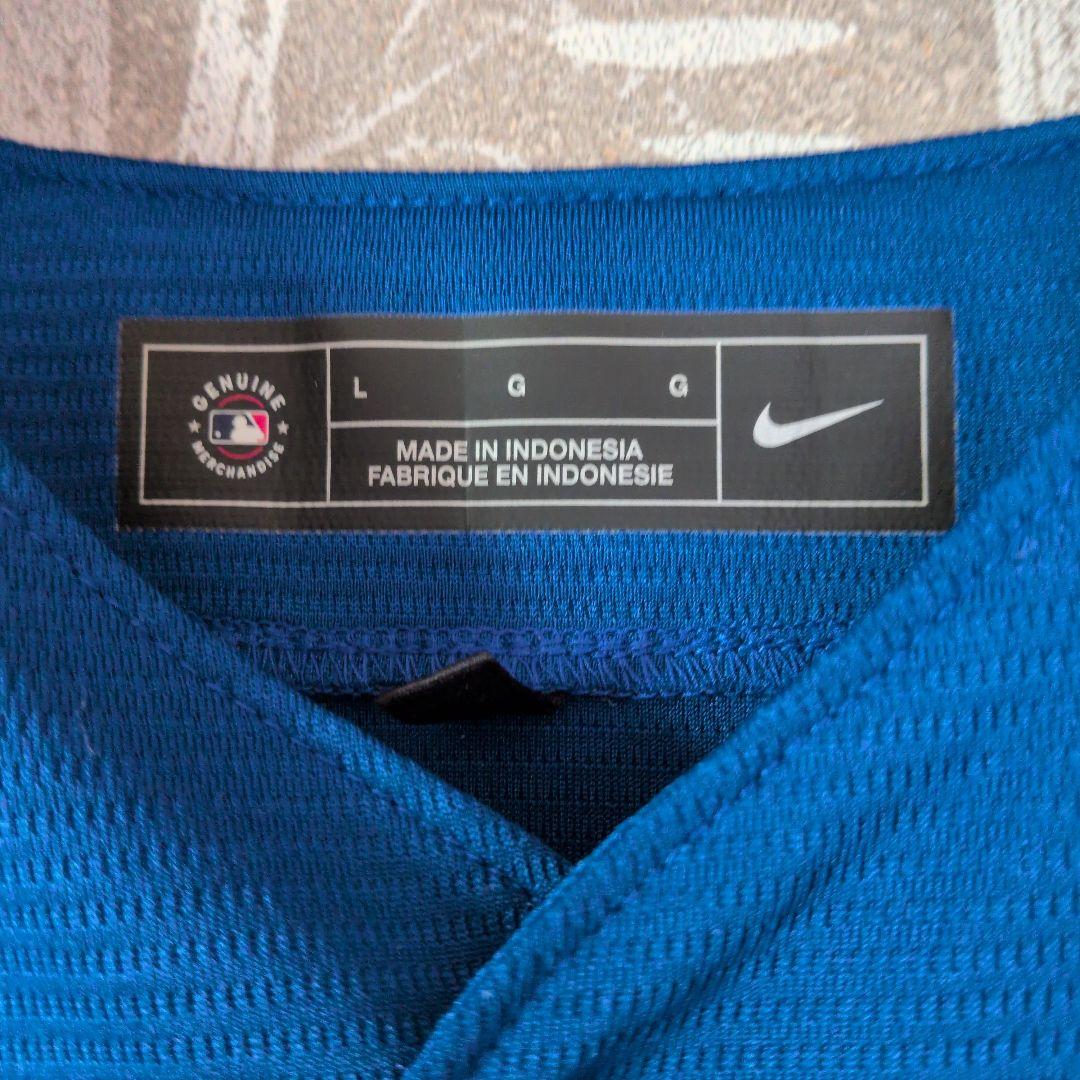 GENUINE
MERCHANDISE
L G G
MADE IN INDONESIA
FABRIQUE EN INDONESIE